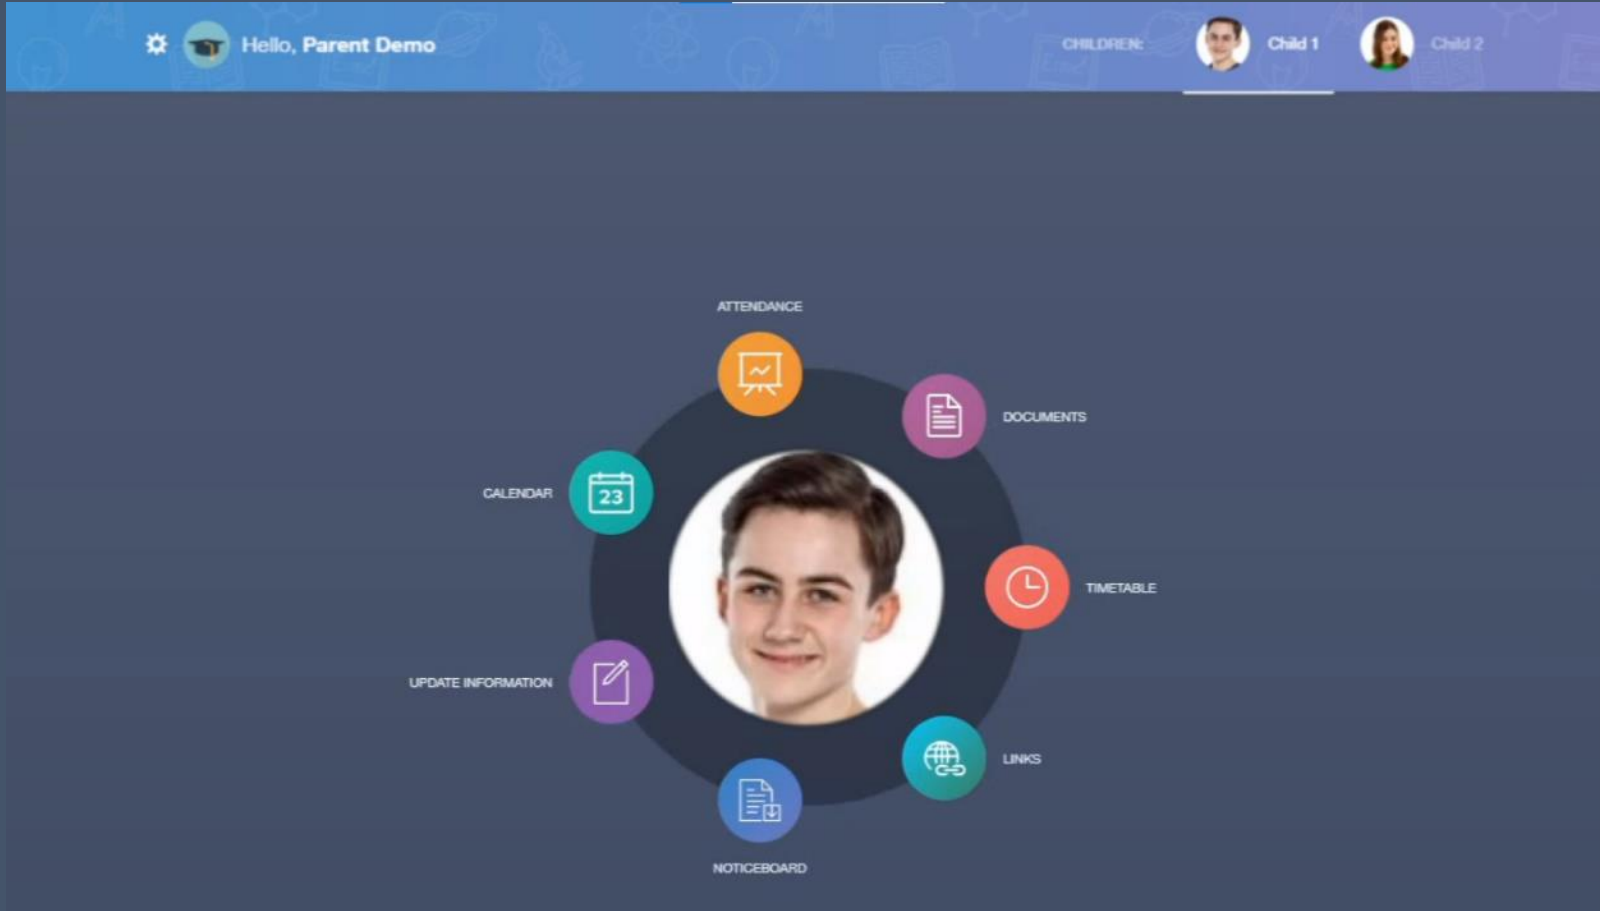 Hello, Parent Demo
CHILDREN:
Child 1
Child 2
ATTENDANCE
DOCUMENTS
CALENDAR
23
TIMETABLE
UPDATE INFORMATION
LINKS
NOTICEBOARD